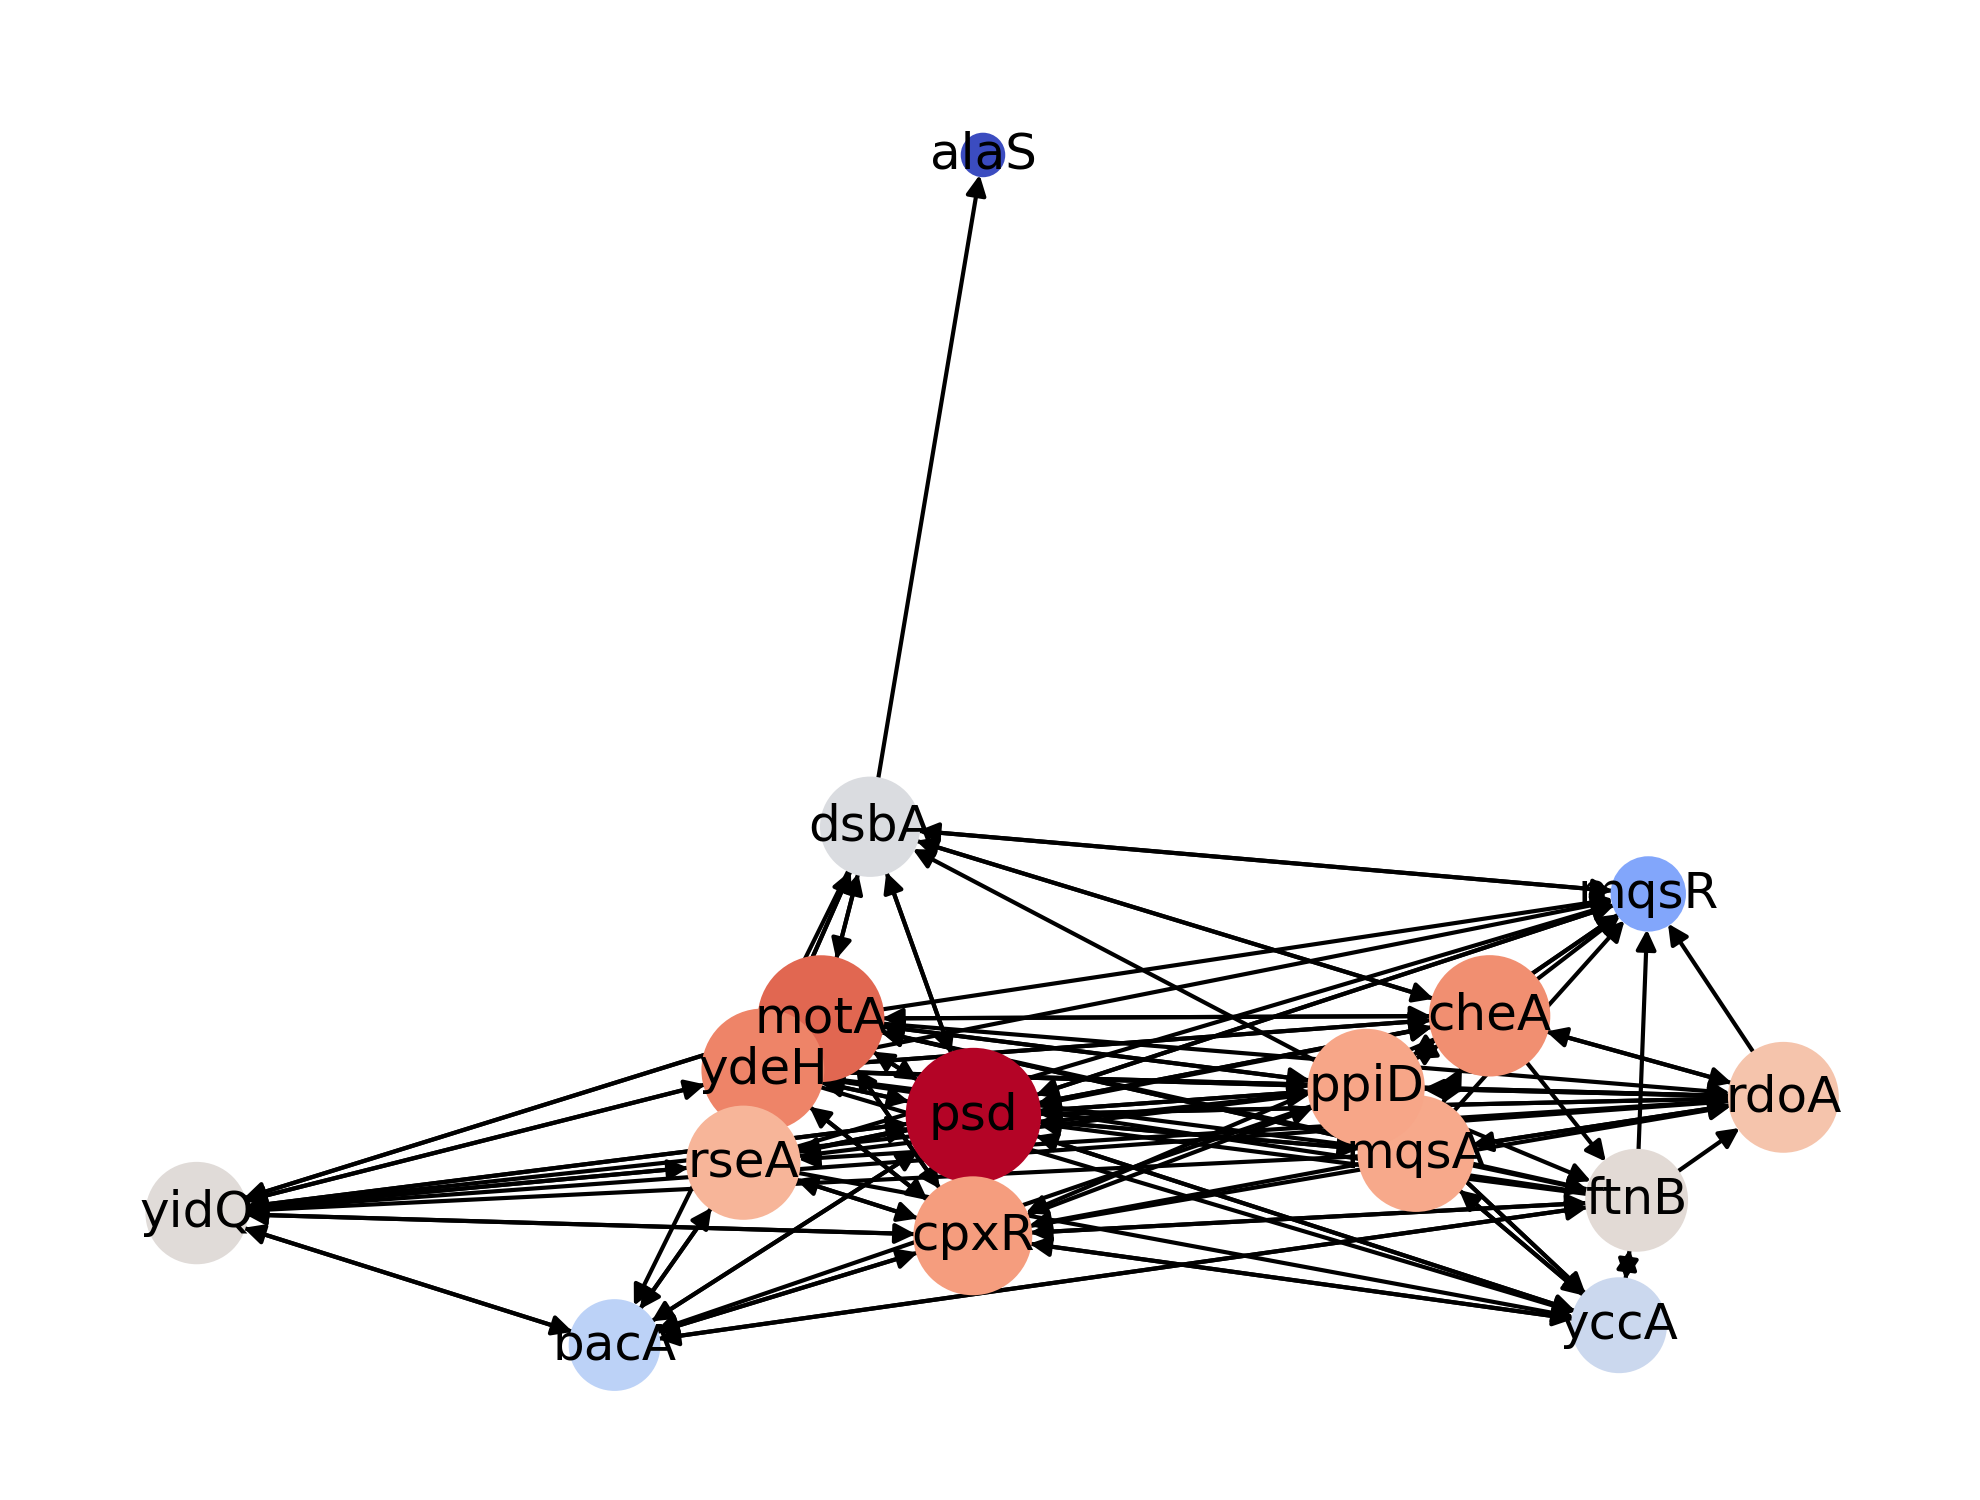 alaS
dsbA
mqsR
motA
cheA
ydeH
ppiD
rdoA
psd
mqsA
rseA
ftnB
yidQ
cpxR
yccA
bacA